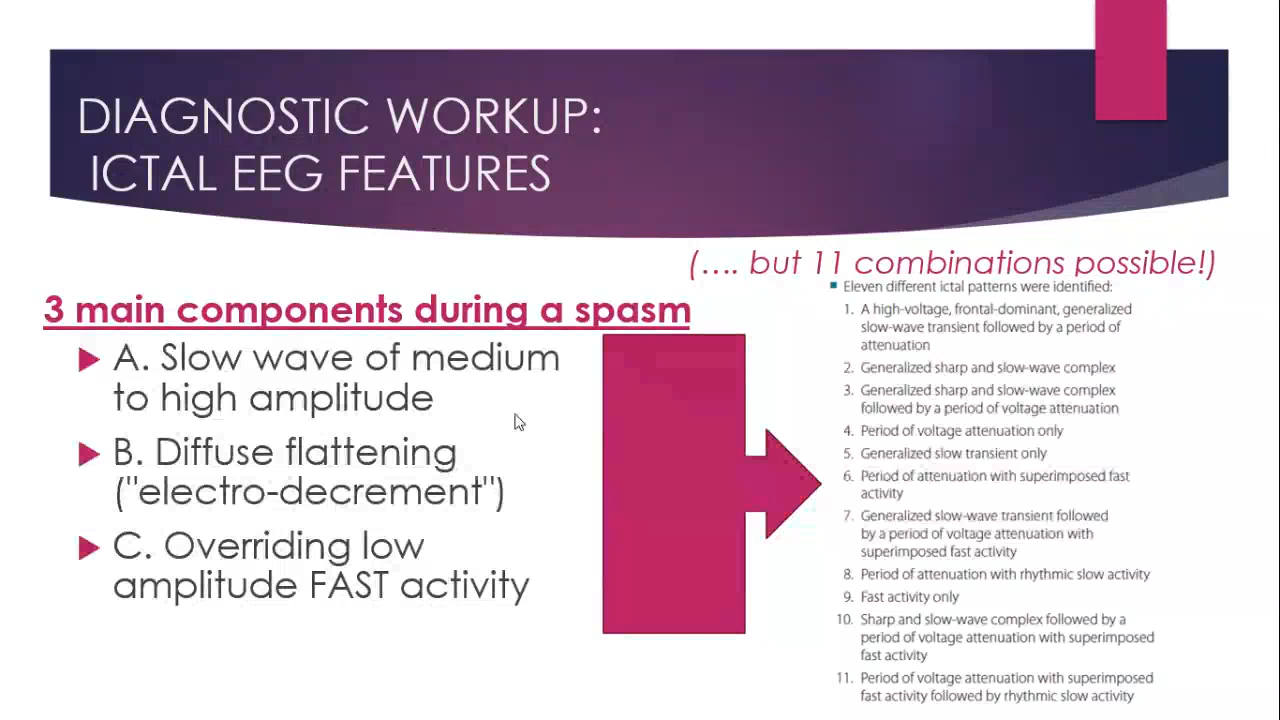 DIAGNOSTIC WORKUP:
ICTAL EEG FEATURES
(.... but 11 combinations possible!)
3 main components during a spasm
A. Slow wave of medium
to high amplitude
B. Diffuse flattening
("electro-decrement")
C. Overriding low
amplitude FAST activity
Eleven different ictal patterns were identified:
1. A high-voltage, frontal-dominant, generalized
slow-wave transient followed by a period of
attenuation
2. Generalized sharp and slow-wave complex
3. Generalized sharp and slow-wave complex
followed by a period of voltage attenuation
4. Period of voltage attenuation only
5. Generalized slow transient only
6. Period of attenuation with superimposed fast
activity
7. Generalized slow-wave transient followed
by a period of voltage attenuation with
superimposed fast activity
8. Period of attenuation with rhythmic slow activity
9. Fast activity only
10. Sharp and slow-wave complex followed by a
period of voltage attenuation with superimposed
fast activity
11. Period of voltage attenuation with superimposed
fast activity followed by rhythmic slow activity